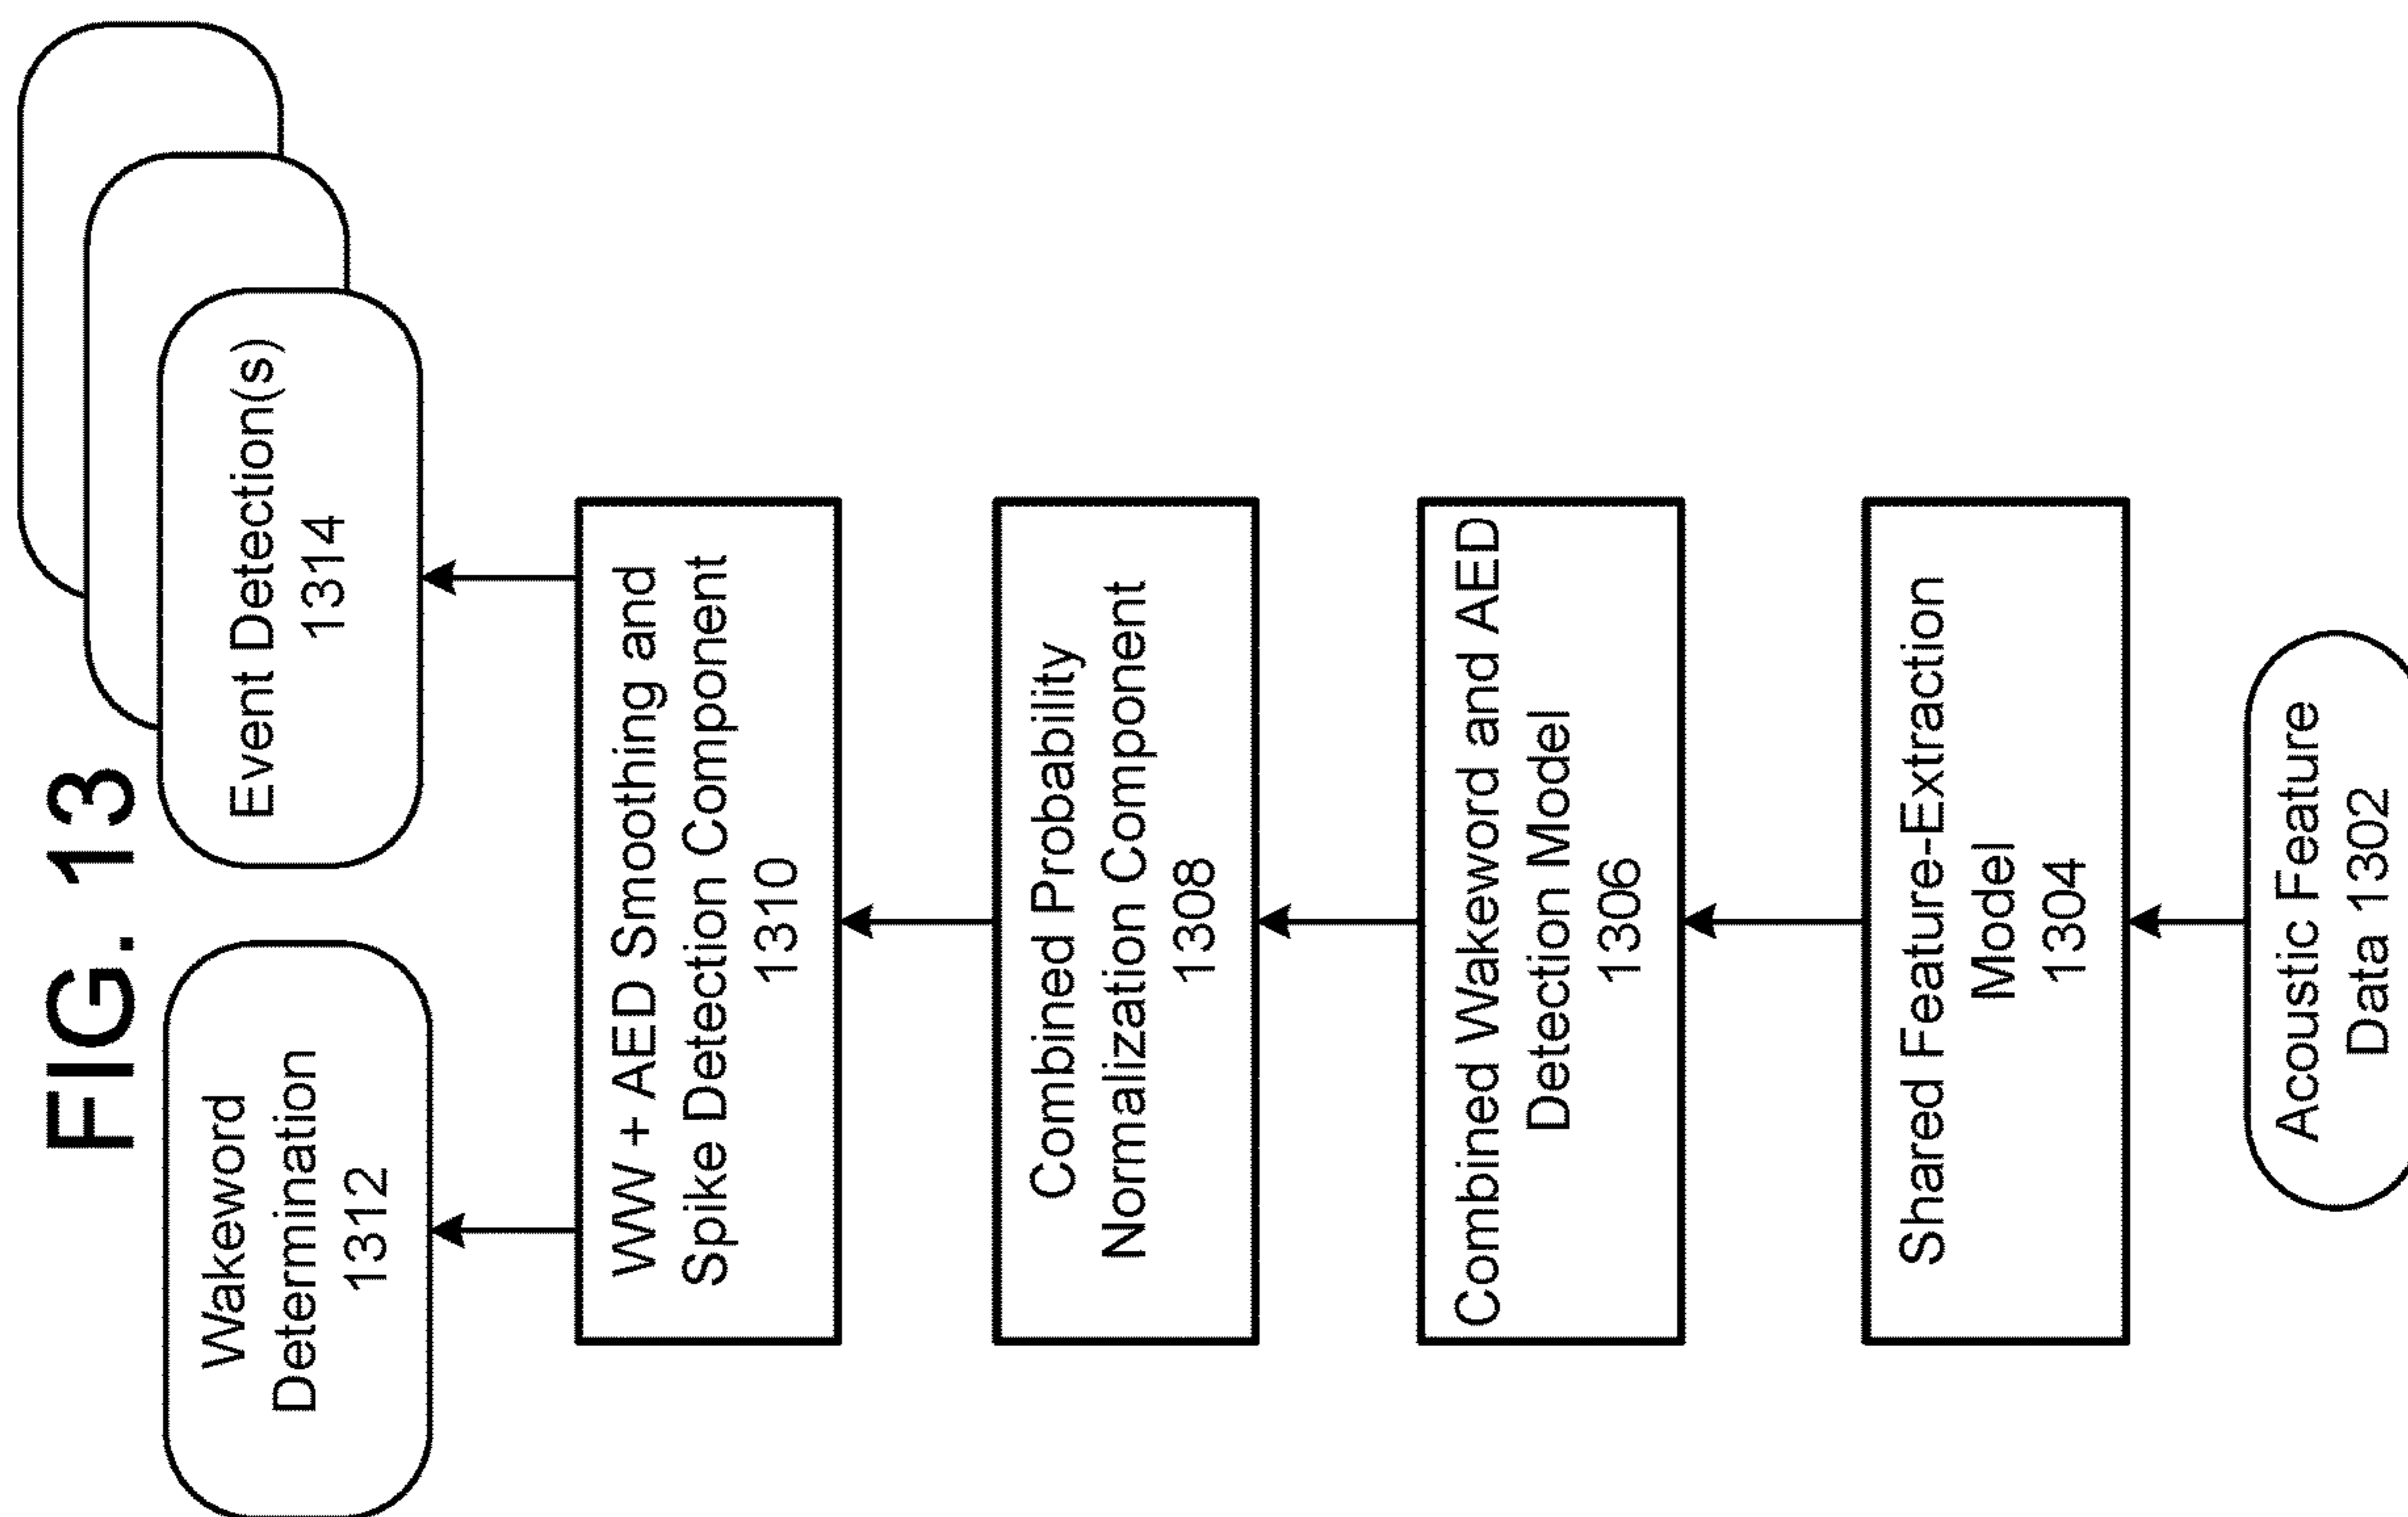 FIG. 13
Wakeword
Determination
1312
Event Detection(s)
1314
WW + AED Smoothing and
Spike Detection Component
1310
Combined Probability
Normalization Component
1308
Combined Wakeword and AED
Detection Model
1306
Shared Feature-Extraction
Model
1304
Acoustic Feature
Data 1302